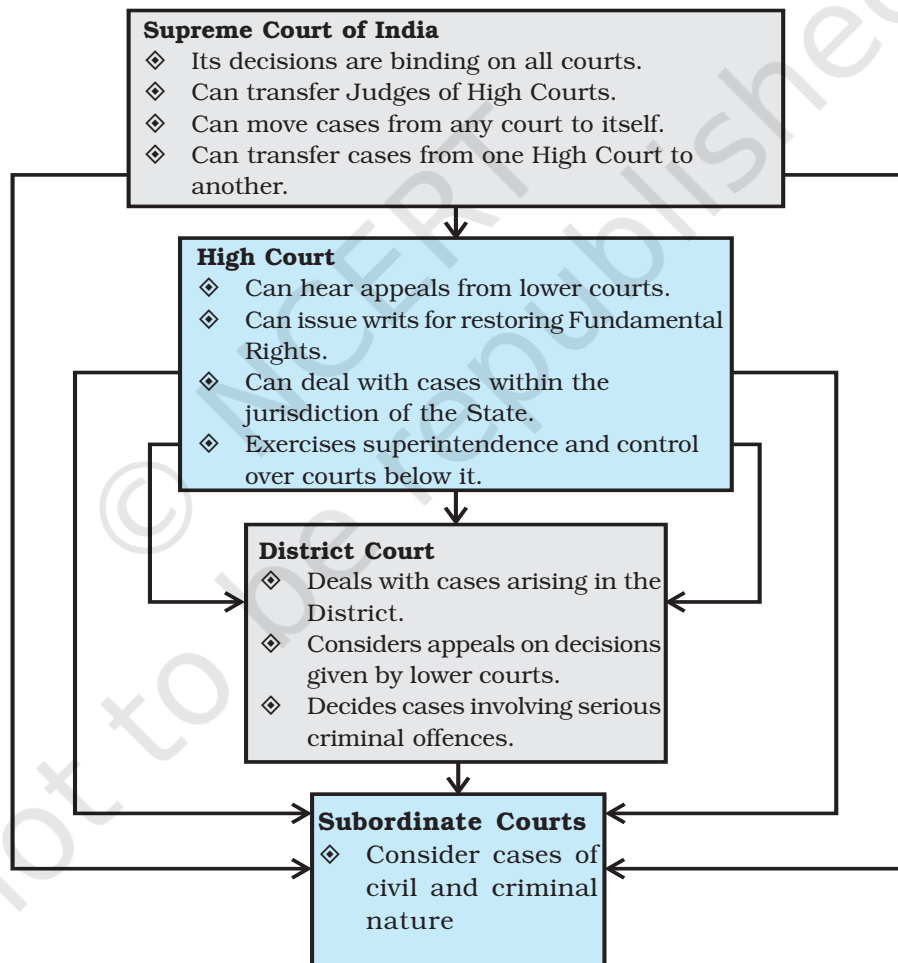 Supreme Court of India
◈ Its decisions are binding on all courts.
◈ Can transfer Judges of High Courts.
◈ Can move cases from any court to itself.
◈ Can transfer cases from one High Court to
another.
High Court
◈ Can hear appeals from lower courts.
◈ Can issue writs for restoring Fundamental
Rights.
◈ Can deal with cases within the
jurisdiction of the State.
◈ Exercises superintendence and control
over courts below it.
District Court
◈ Deals with cases arising in the
District.
◈ Considers appeals on decisions
given by lower courts.
◈ Decides cases involving serious
criminal offences.
Subordinate Courts
◈ Consider cases of
civil and criminal
nature
© NCERT
not to be republished